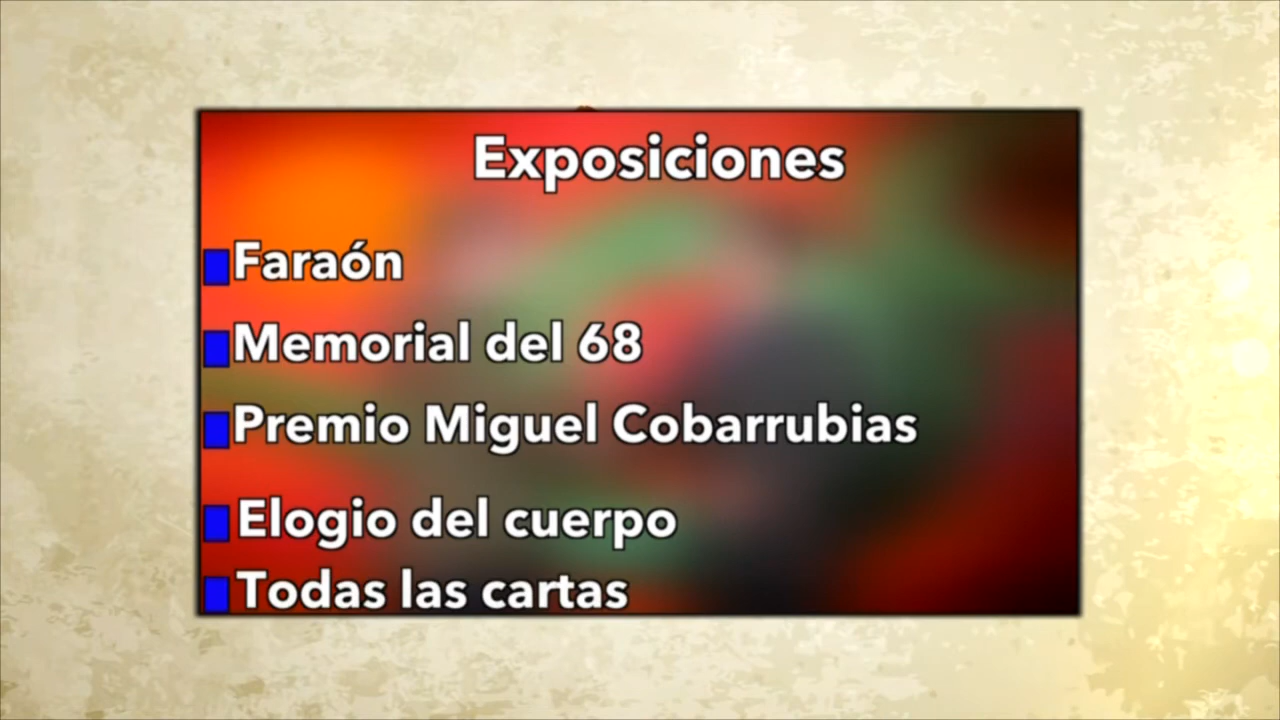 Exposiciones
Faraón
Memorial del 68
Premio Miguel Cobarrubias
Elogio del cuerpo
Todas las cartas